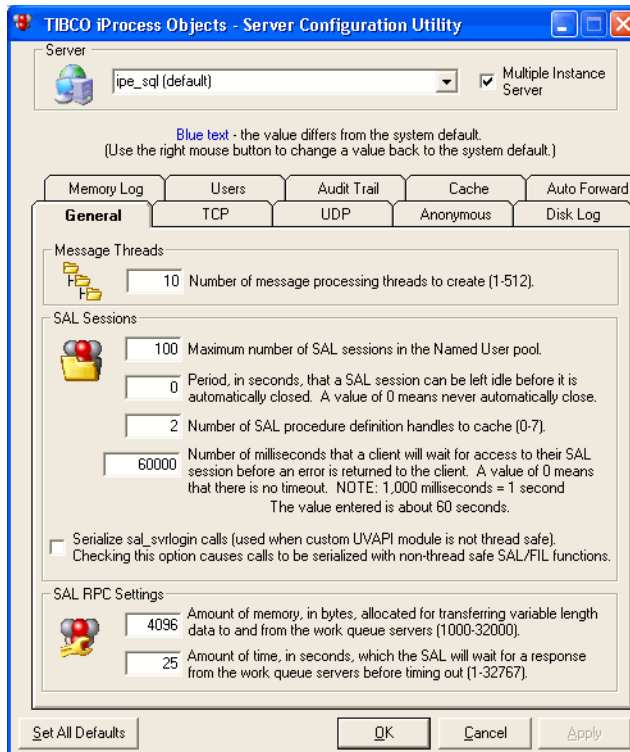 TIBCO iProcess Objects - Server Configuration Utility
Server
ipe_sql (default)
Multiple Instance
Server
Blue text - the value differs from the system default.
(Use the right mouse button to change a value back to the system default.)
Memory Log Users Audit Trail Cache Auto Forward
General TCP UDP Anonymous Disk Log
Message Threads
10 Number of message processing threads to create (1-512).
SAL Sessions
100 Maximum number of SAL sessions in the Named User pool.
0 Period, in seconds, that a SAL session can be left idle before it is
automatically closed. A value of 0 means never automatically close.
2 Number of SAL procedure definition handles to cache (0-7).
60000 Number of milliseconds that a client will wait for access to their SAL
session before an error is returned to the client. A value of 0 means
that there is no timeout. NOTE: 1,000 milliseconds = 1 second
The value entered is about 60 seconds.
Serialize sal_svrlogin calls (used when custom UVAPI module is not thread safe).
Checking this option causes calls to be serialized with non-thread safe SAL/FIL functions.
SAL RPC Settings
4096 Amount of memory, in bytes, allocated for transferring variable length
data to and from the work queue servers (1000-32000).
25 Amount of time, in seconds, which the SAL will wait for a response
from the work queue servers before timing out (1-32767).
Set All Defaults OK Cancel Apply